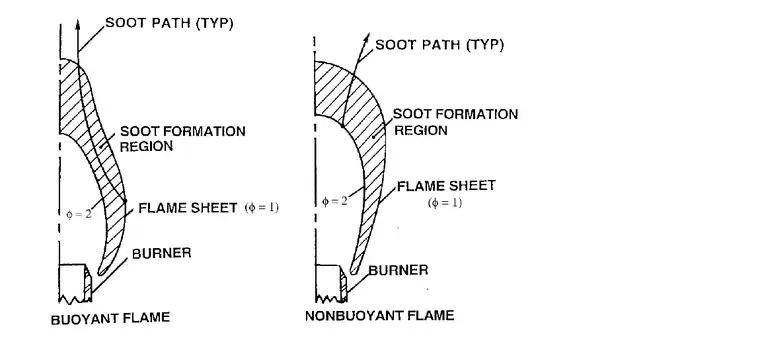 SOOT PATH (TYP)
SOOT FORMATION
REGION
ϕ = 2
FLAME SHEET (ϕ = 1)
BURNER
BUOYANT FLAME
SOOT PATH (TYP)
SOOT FORMATION
REGION
ϕ = 2
FLAME SHEET
(ϕ = 1)
BURNER
NONBUOYANT FLAME